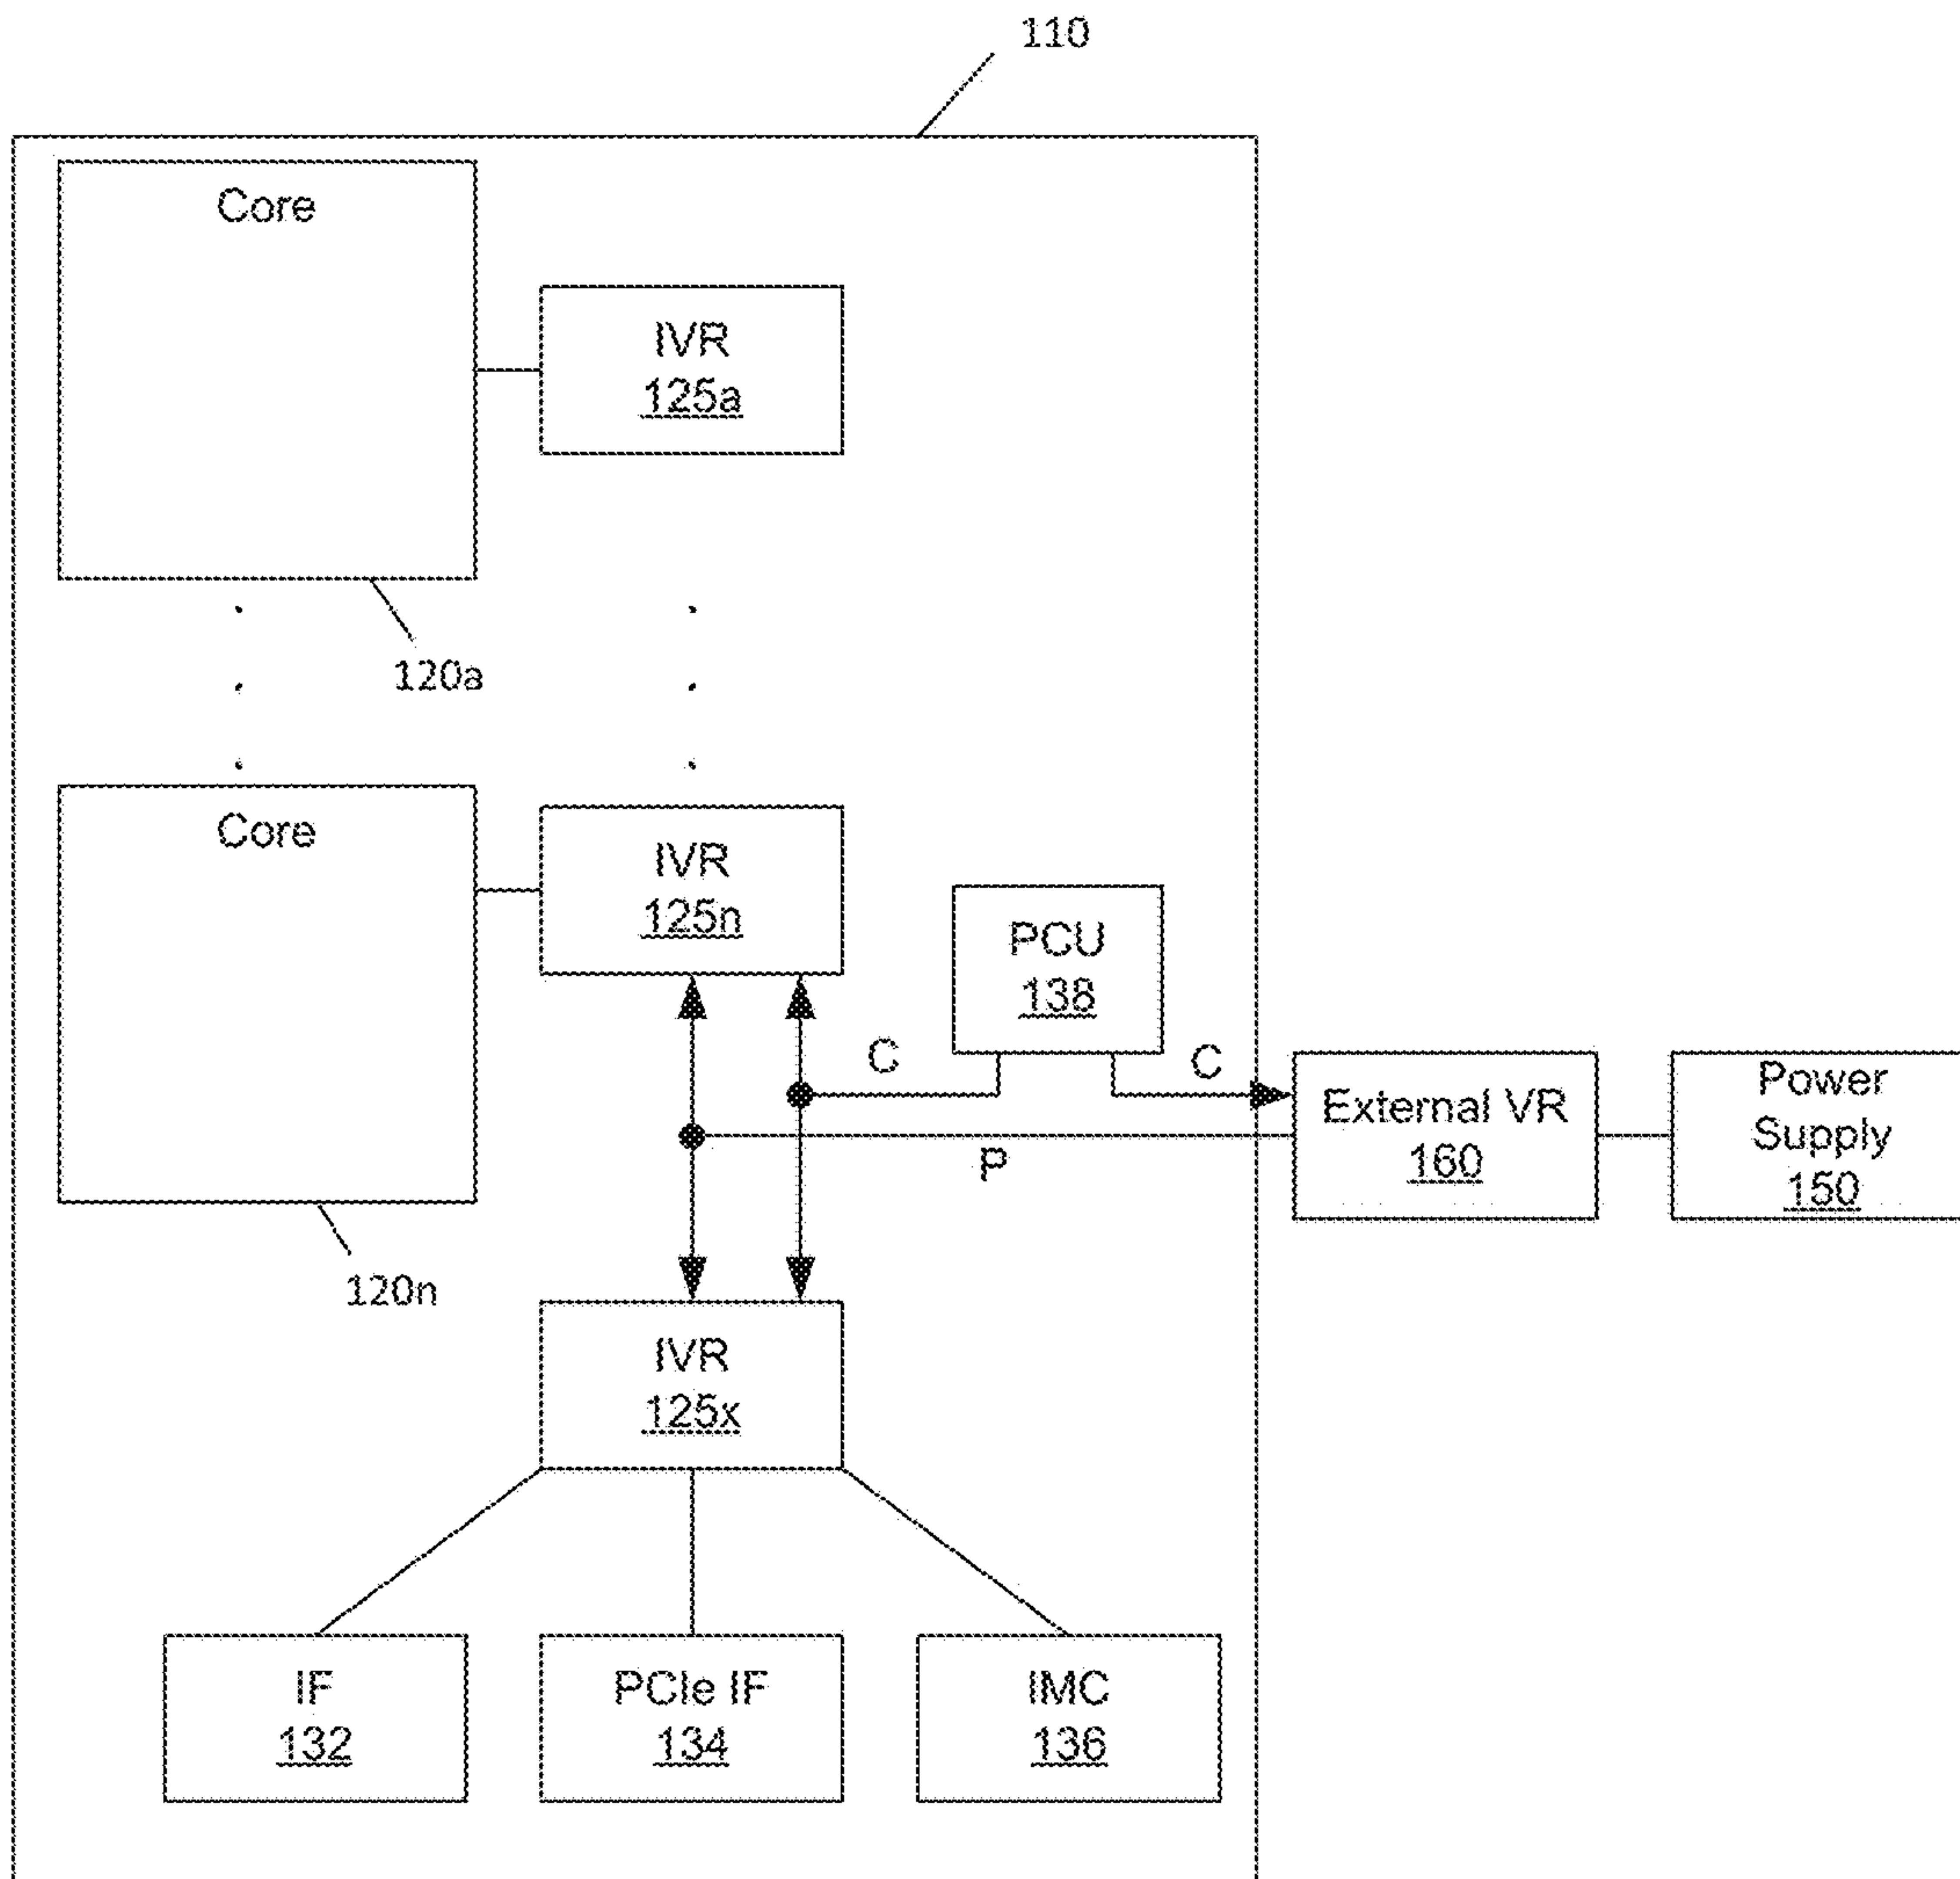 110
Core
IVR
125a
120a
Core
IVR
125n
PCU
138
C
C
External VR
160
Power
Supply
150
P
120n
IVR
125x
IF
132
PCIe IF
134
IMC
136